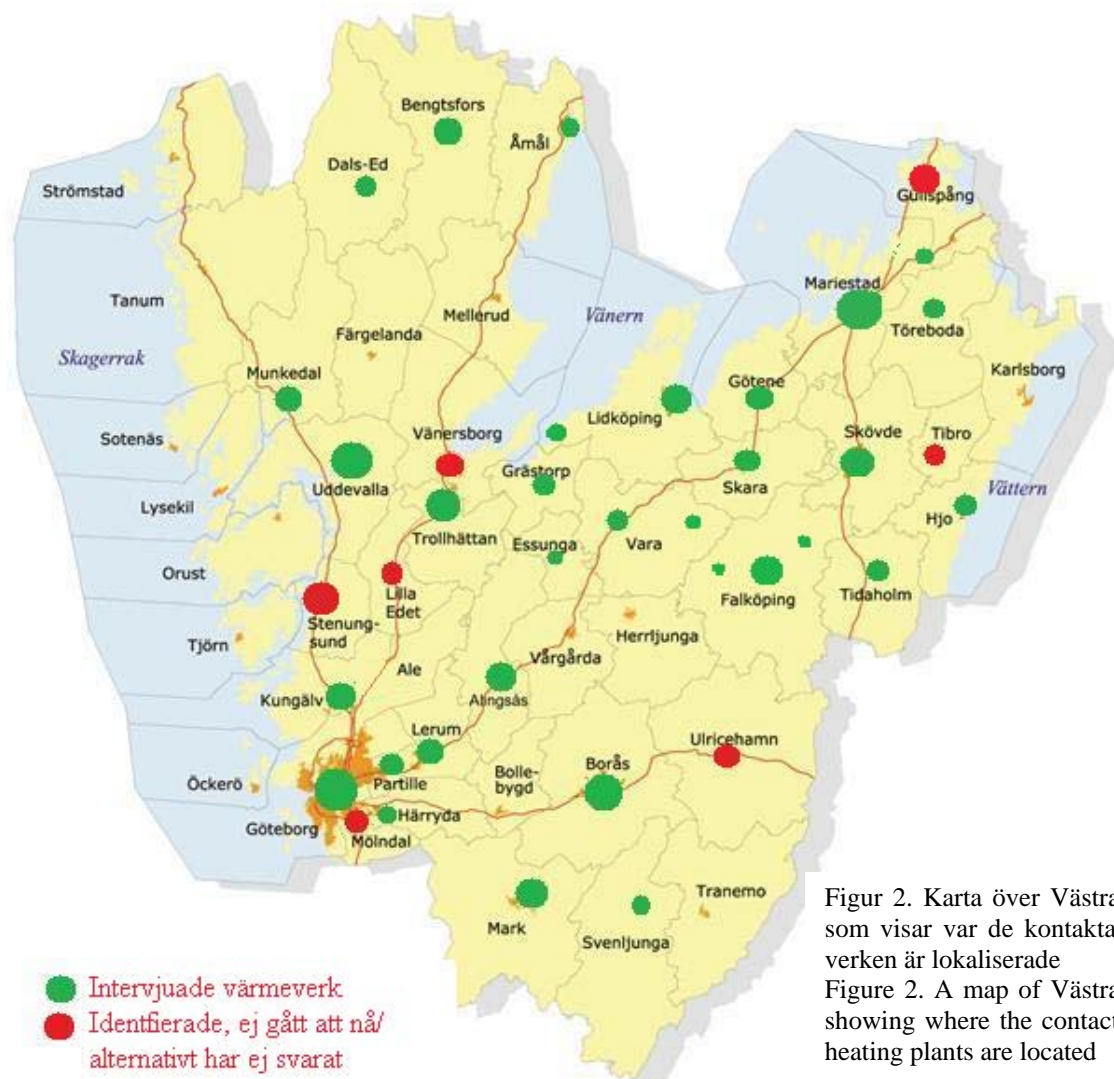 Bengtsfors
Åmål
Dals-Ed
Strömstad
Gullspång
Mariestad
Tanum
Mellerud
Vänern
Töreboda
Färgelanda
Skagerrak
Karlsborg
Munkedal
Götene
Lidköping
Sotenäs
Vänersborg
Skövde
Tibro
Grästorp
Uddevalla
Skara
Vättern
Lysekil
Hjo
Trollhättan
Essunga
Vara
Orust
Lilla
Edet
Falköping
Tidaholm
Stenung-
sund
Tjörn
Herrljunga
Vårgårda
Ale
Kungälv
Alingsås
Lerum
Ulricehamn
Borås
Bolle-
bygd
Öckerö
Partille
Härryda
Göteborg
Mölndal
Tranemo
Mark
Svenljunga
Figur 2. Karta över Västra
som visar var de kontakta
verken är lokaliserade
Figure 2. A map of Västra
showing where the contact
heating plants are located
Intervjuade värmeverk
Identfierade, ej gått att nå/
alternativt har ej svarat